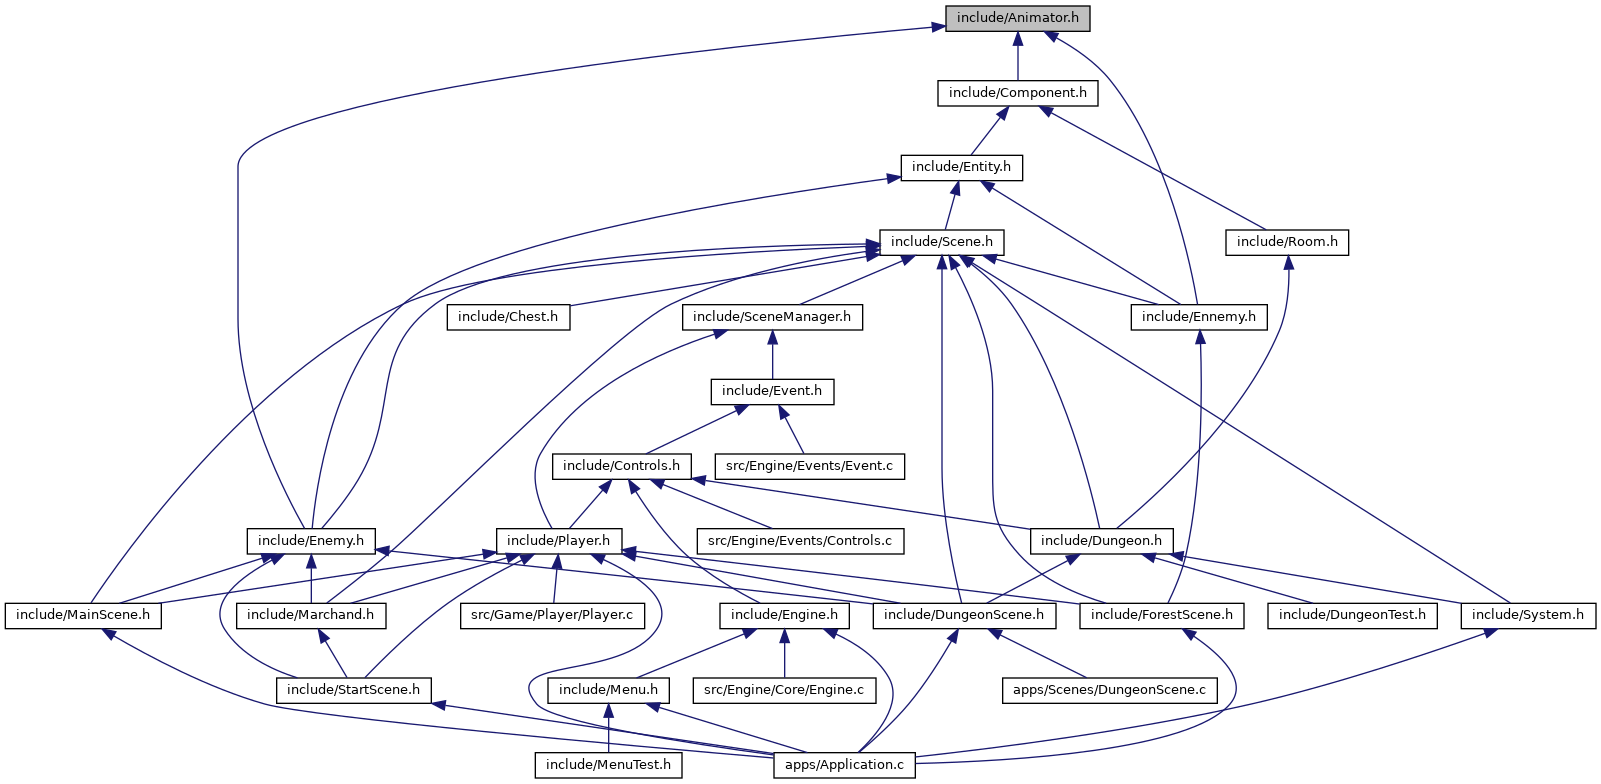 include/Animator.h
include/Component.h
include/Entity.h
include/Scene.h
include/Room.h
include/Chest.h
include/SceneManager.h
include/Ennemy.h
include/Event.h
include/Controls.h
src/Engine/Events/Event.c
include/Enemy.h
include/Player.h
src/Engine/Events/Controls.c
include/Dungeon.h
include/MainScene.h
include/Marchand.h
src/Game/Player/Player.c
include/Engine.h
include/DungeonScene.h
include/ForestScene.h
include/DungeonTest.h
include/System.h
include/StartScene.h
include/Menu.h
src/Engine/Core/Engine.c
apps/Scenes/DungeonScene.c
include/MenuTest.h
apps/Application.c